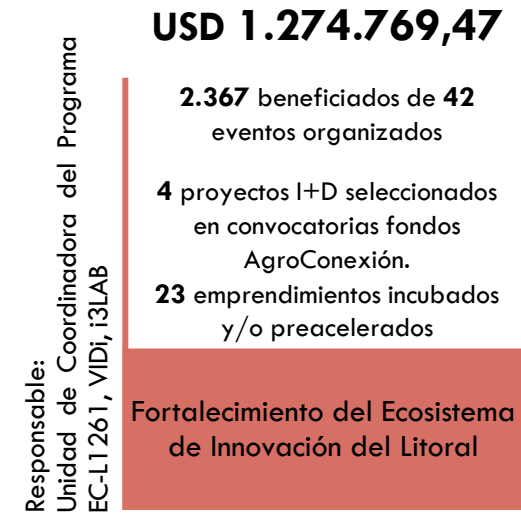 USD 1.274.769,47
2.367 beneficiados de 42
eventos organizados
4 proyectos I+D seleccionados
en convocatorias fondos
AgroConexión.
23 emprendimientos incubados
y/o preacelerados
Fortalecimiento del Ecosistema
de Innovación del Litoral
Responsable:
Unidad de Coordinadora del Programa
EC-L1261, VIDi, i3LAB